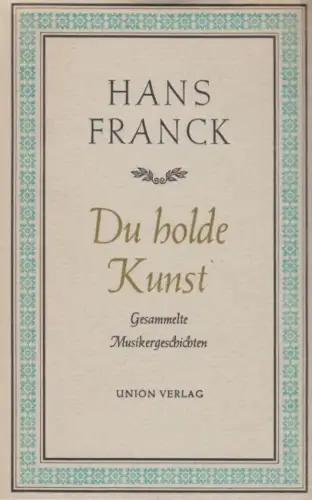 HANS
FRANCK
Du holde
Kunst
Gesammelte
Musikergeschichten
UNION VERLAG